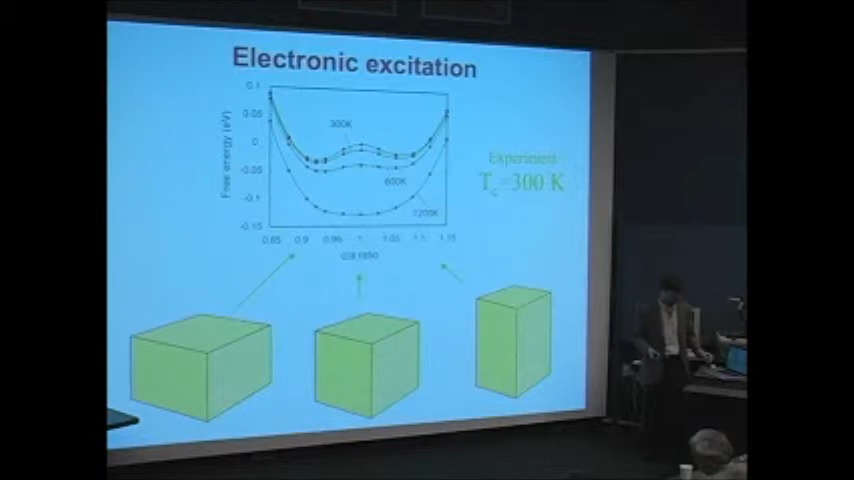 Electronic excitation
0.1
0.05
0
-0.05
-0.1
-0.15
Free energy (eV)
300K
600K
1200K
0.85 0.9 0.95 1 1.05 1.1 1.15
c/a ratio
Experiment
Tc=300 K